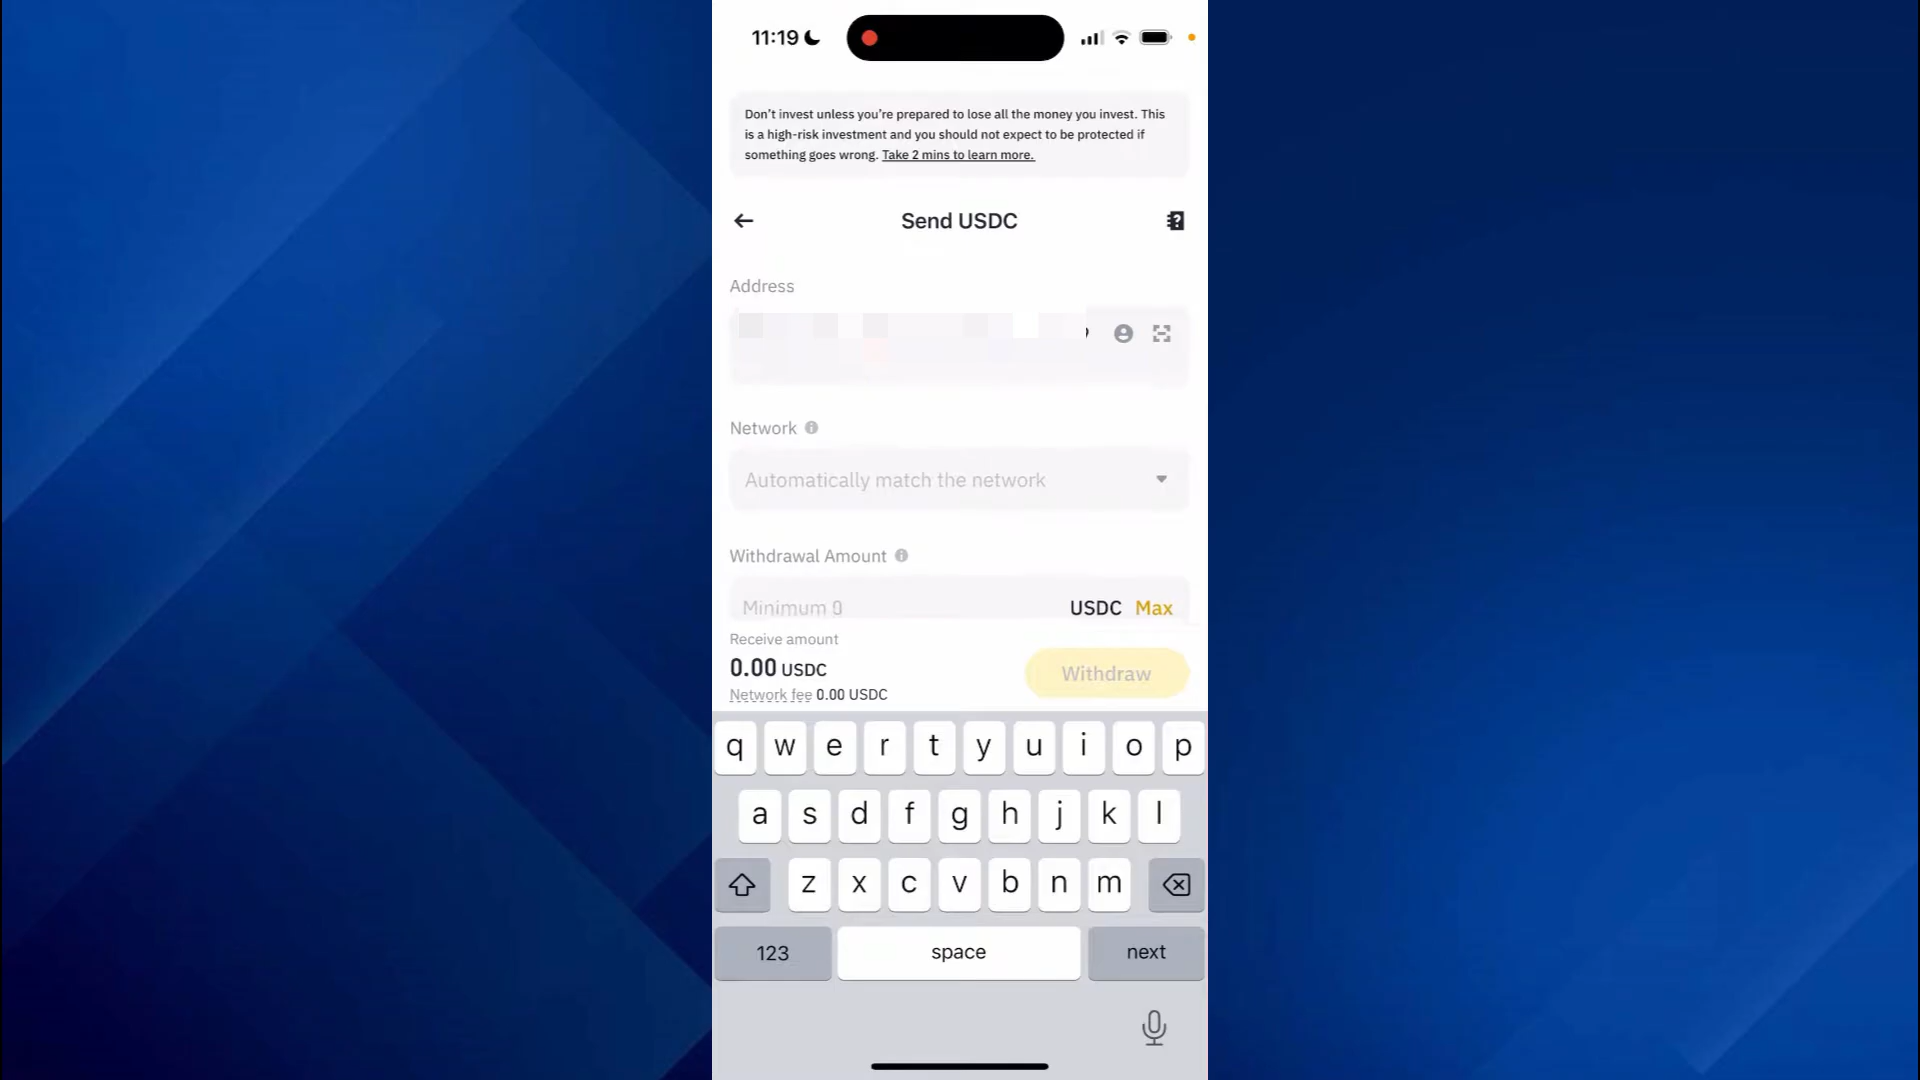 11:19
Don't invest unless you're prepared to lose all the money you invest. This
is a high-risk investment and you should not expect to be protected if
something goes wrong. Take 2 mins to learn more.
Send USDC
Address
Network
Automatically match the network
Withdrawal Amount
Minimum 0
USDC Max
Receive amount
0.00 USDC
Withdraw
Network fee 0.00 USDC
q w e r t y u i o p
a s d f g h j k l
z x c v b n m
123 space next